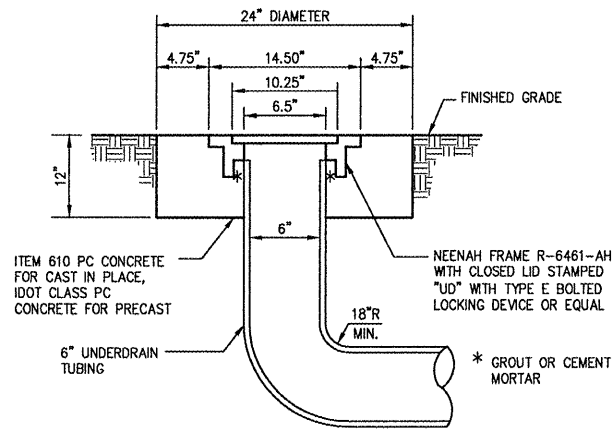 24" DIAMETER
4.75"
14.50"
4.75"
10.25"
6.5"
FINISHED GRADE
12"
*
*
6"
ITEM 610 PC CONCRETE
FOR CAST IN PLACE,
IDOT CLASS PC
CONCRETE FOR PRECAST
NEENAH FRAME R-6461-AH
WITH CLOSED LID STAMPED
"UD" WITH TYPE E BOLTED
LOCKING DEVICE OR EQUAL
18"R
MIN.
6" UNDERDRAIN
TUBING
* GROUT OR CEMENT
MORTAR